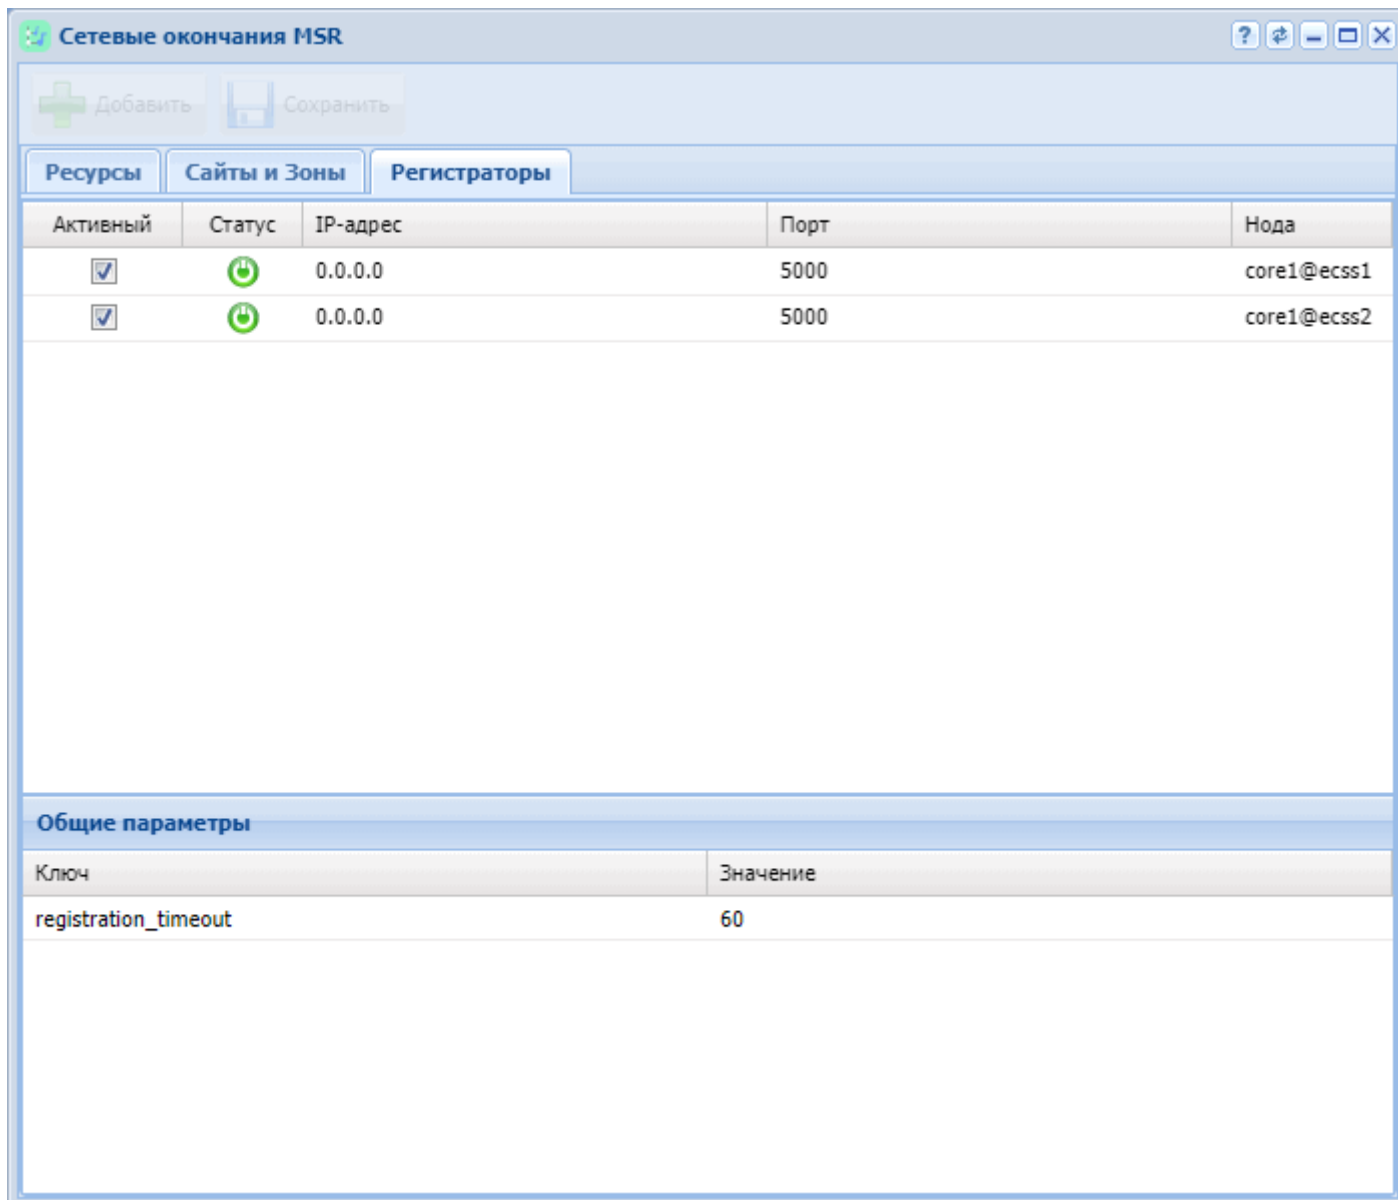 Сетевые окончания MSR
Добавить Сохранить
Ресурсы Сайты и Зоны Регистраторы
Активный Статус IP-адрес Порт Нода
0.0.0.0 5000 core1@ecss1
0.0.0.0 5000 core1@ecss2
Общие параметры
Ключ Значение
registration_timeout 60